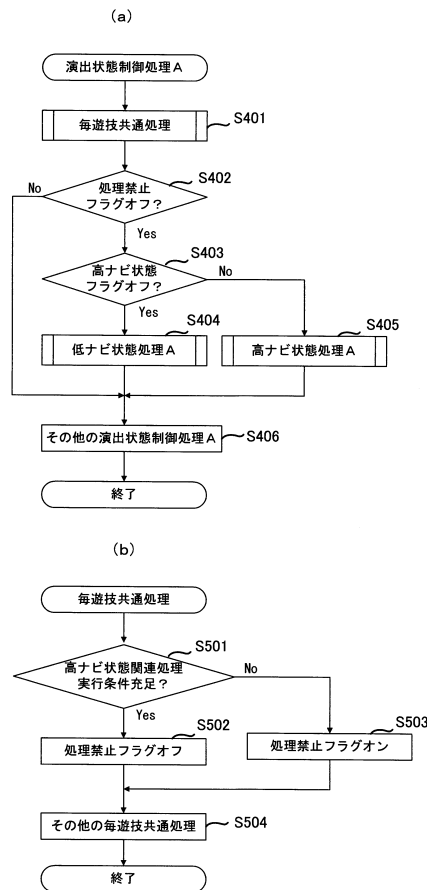 (a)
演出状態制御処理A
毎遊技共通処理
S401
処理禁止
フラグオフ？
S402
No
Yes
高ナビ状態
フラグオフ？
S403
No
Yes
低ナビ状態処理A
S404
高ナビ状態処理A
S405
その他の演出状態制御処理A
S406
終了
(b)
毎遊技共通処理
高ナビ状態関連処理
実行条件充足？
S501
No
Yes
処理禁止フラグオフ
S502
処理禁止フラグオン
S503
その他の毎遊技共通処理
S504
終了